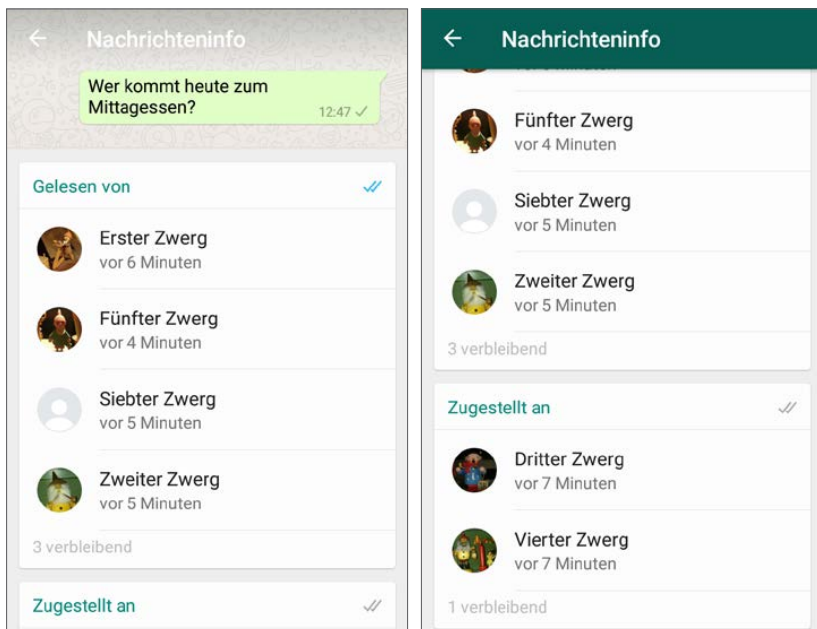 Nachrichteninfo
Wer kommt heute zum
Mittagessen?
12:47
Gelesen von
Erster Zwerg
vor 6 Minuten
Fünfter Zwerg
vor 4 Minuten
Siebter Zwerg
vor 5 Minuten
Zweiter Zwerg
vor 5 Minuten
3 verbleibend
Zugestellt an
Nachrichteninfo
Fünfter Zwerg
vor 4 Minuten
Siebter Zwerg
vor 5 Minuten
Zweiter Zwerg
vor 5 Minuten
3 verbleibend
Zugestellt an
Dritter Zwerg
vor 7 Minuten
Vierter Zwerg
vor 7 Minuten
1 verbleibend